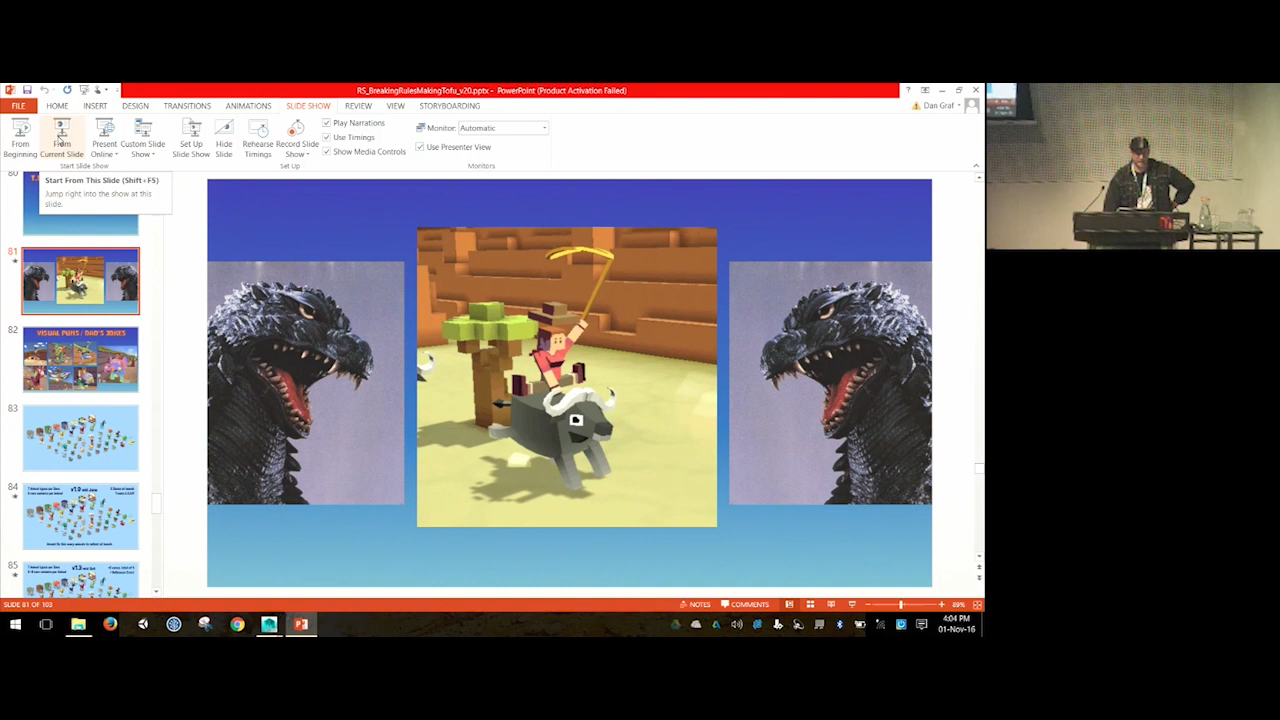 RS_BreakingRulesMakingTofu_v20.pptx - PowerPoint (Product Activation Failed)
FILE HOME INSERT DESIGN TRANSITIONS ANIMATIONS SLIDE SHOW REVIEW VIEW STORYBOARDING
Dan Graf
From Beginning
From Current Slide
Present Online
Custom Slide Show
Set Up Slide Show
Hide Slide
Rehearse Timings
Record Slide Show
Play Narrations
Use Timings
Show Media Controls
Monitor: Automatic
Use Presenter View
Start Slide Show
Set Up
Monitors
Start From This Slide (Shift+F5)
Jump right into the show at this
slide.
80
81
82
VISUAL PUNS / DAD'S JOKES
83
84
85
SLIDE 81 OF 103
NOTES COMMENTS
89%
4:04 PM
01-Nov-16